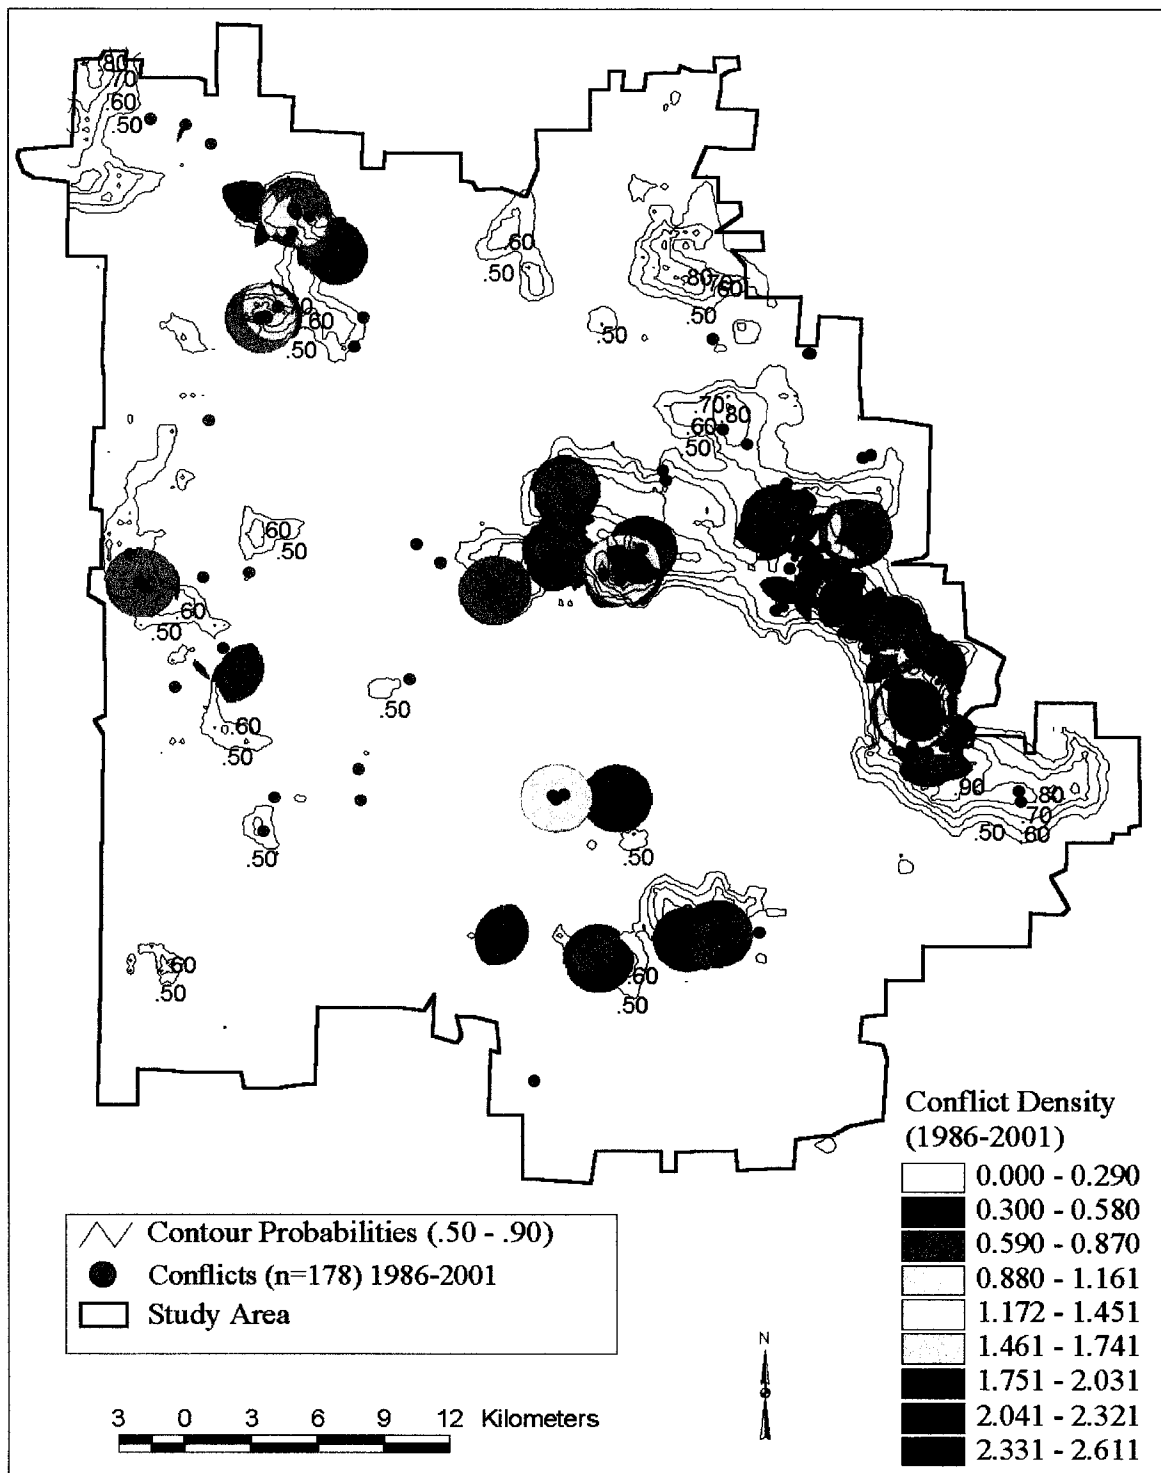 .80
.70
.60
.50
.60
.50
.80
.70
.60
.50
.50
.60
.50
.70
.80
.60
.50
.60
.50
.60
.50
.60
.50
.50
.50
.50
.90
.80
.70
.50 .60
.60
.50
.60
.50
Conflict Density
(1986-2001)
0.000 - 0.290
0.300 - 0.580
0.590 - 0.870
0.880 - 1.161
1.172 - 1.451
1.461 - 1.741
1.751 - 2.031
2.041 - 2.321
2.331 - 2.611
Contour Probabilities (.50 - .90)
Conflicts (n=178) 1986-2001
Study Area
N
3 0 3 6 9 12 Kilometers